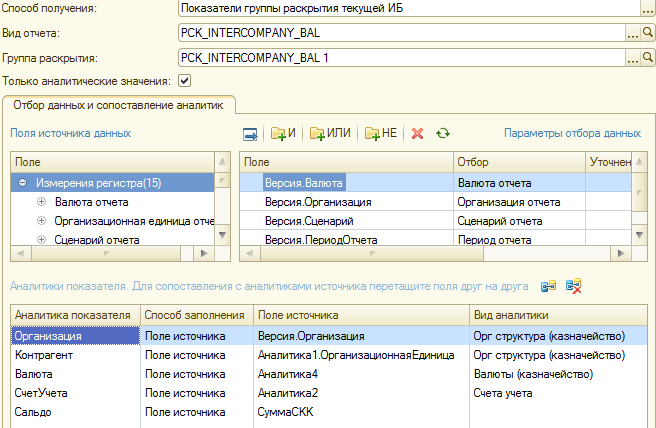 Способ получения: Показатели группы раскрытия текущей ИБ ...
Вид отчета: PCK_INTERCOMPANY_BAL ...
Группа раскрытия: PCK_INTERCOMPANY_BAL 1 ...
Только аналитические значения:
Отбор данных и сопоставление аналитик
Поля источника данных И ИЛИ НЕ Параметры отбора данных
Поле Поле Отбор Уточнен
Измерения регистра(15) Версия.Валюта Валюта отчета
Валюта отчета Версия.Организация Организация отчета
Организационная единица отче Версия.Сценарий Сценарий отчета
Сценарий отчета Версия.ПериодОтчета Период отчета
Аналитики показателя. Для сопоставления с аналитиками источника перетащите поля друг на друга
Аналитика показателя Способ заполнения Поле источника Вид аналитики
Организация Поле источника Версия.Организация Орг структура (казначейство)
Контрагент Поле источника Аналитика1.ОрганизационнаяЕдиница Орг структура (казначейство)
Валюта Поле источника Аналитика4 Валюты (казначейство)
СчетУчета Поле источника Аналитика2 Счета учета
Сальдо Поле источника СуммаСКК